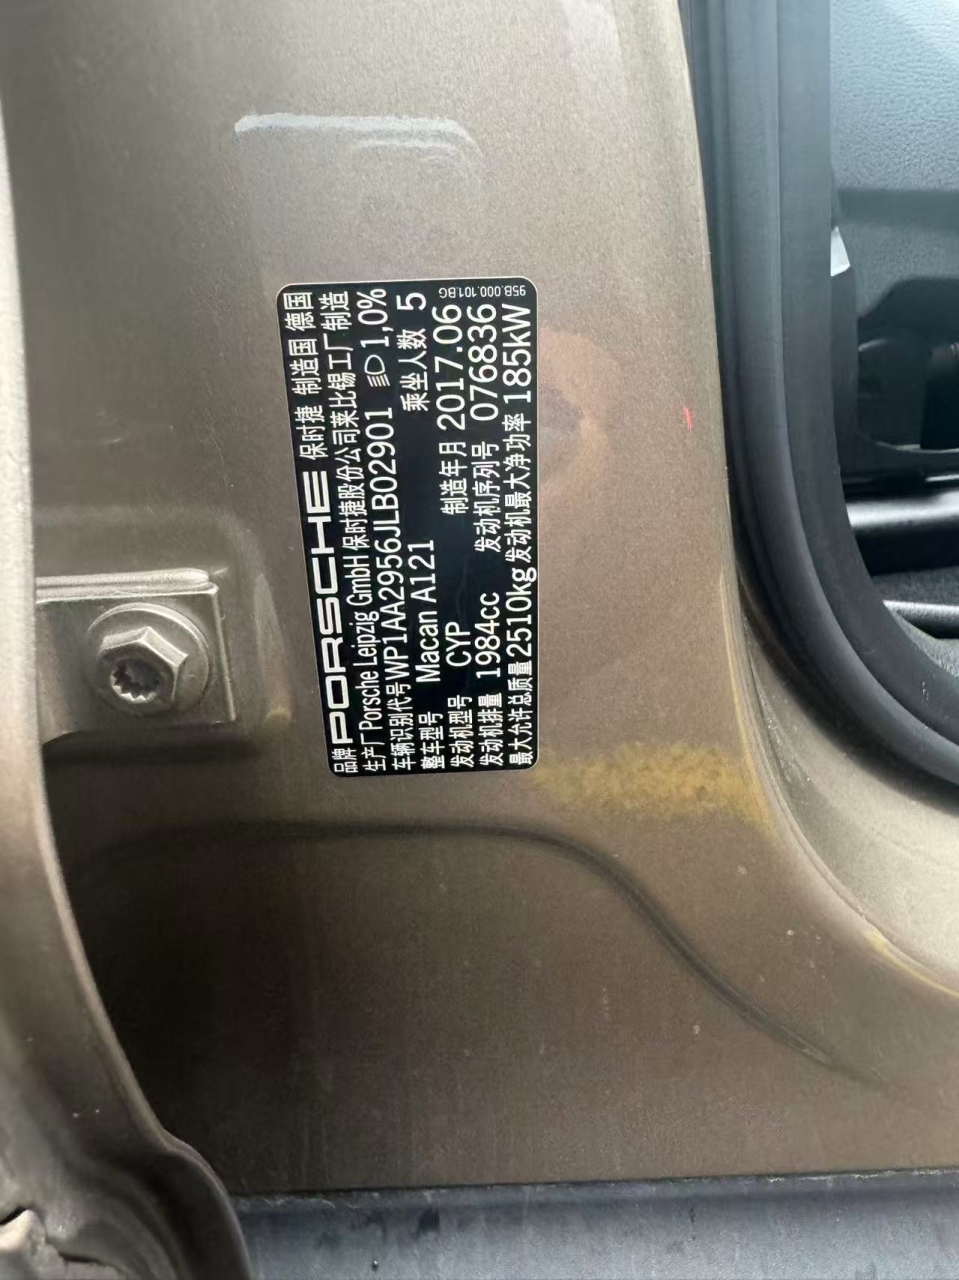 品牌 PORSCHE 保时捷 制造国 德国
生产厂 Porsche Leipzig GmbH 保时捷股份公司莱比锡工厂制造
车辆识别代号 WP1AA2956JLB02901 1,0%
整车型号 Macan A121 乘坐人数 5
发动机型号 CYP 制造年月 2017.06
发动机排量 1984cc 发动机序列号 076836
最大允许总质量 2510kg 发动机最大净功率 185kW
95B.000.101.BG